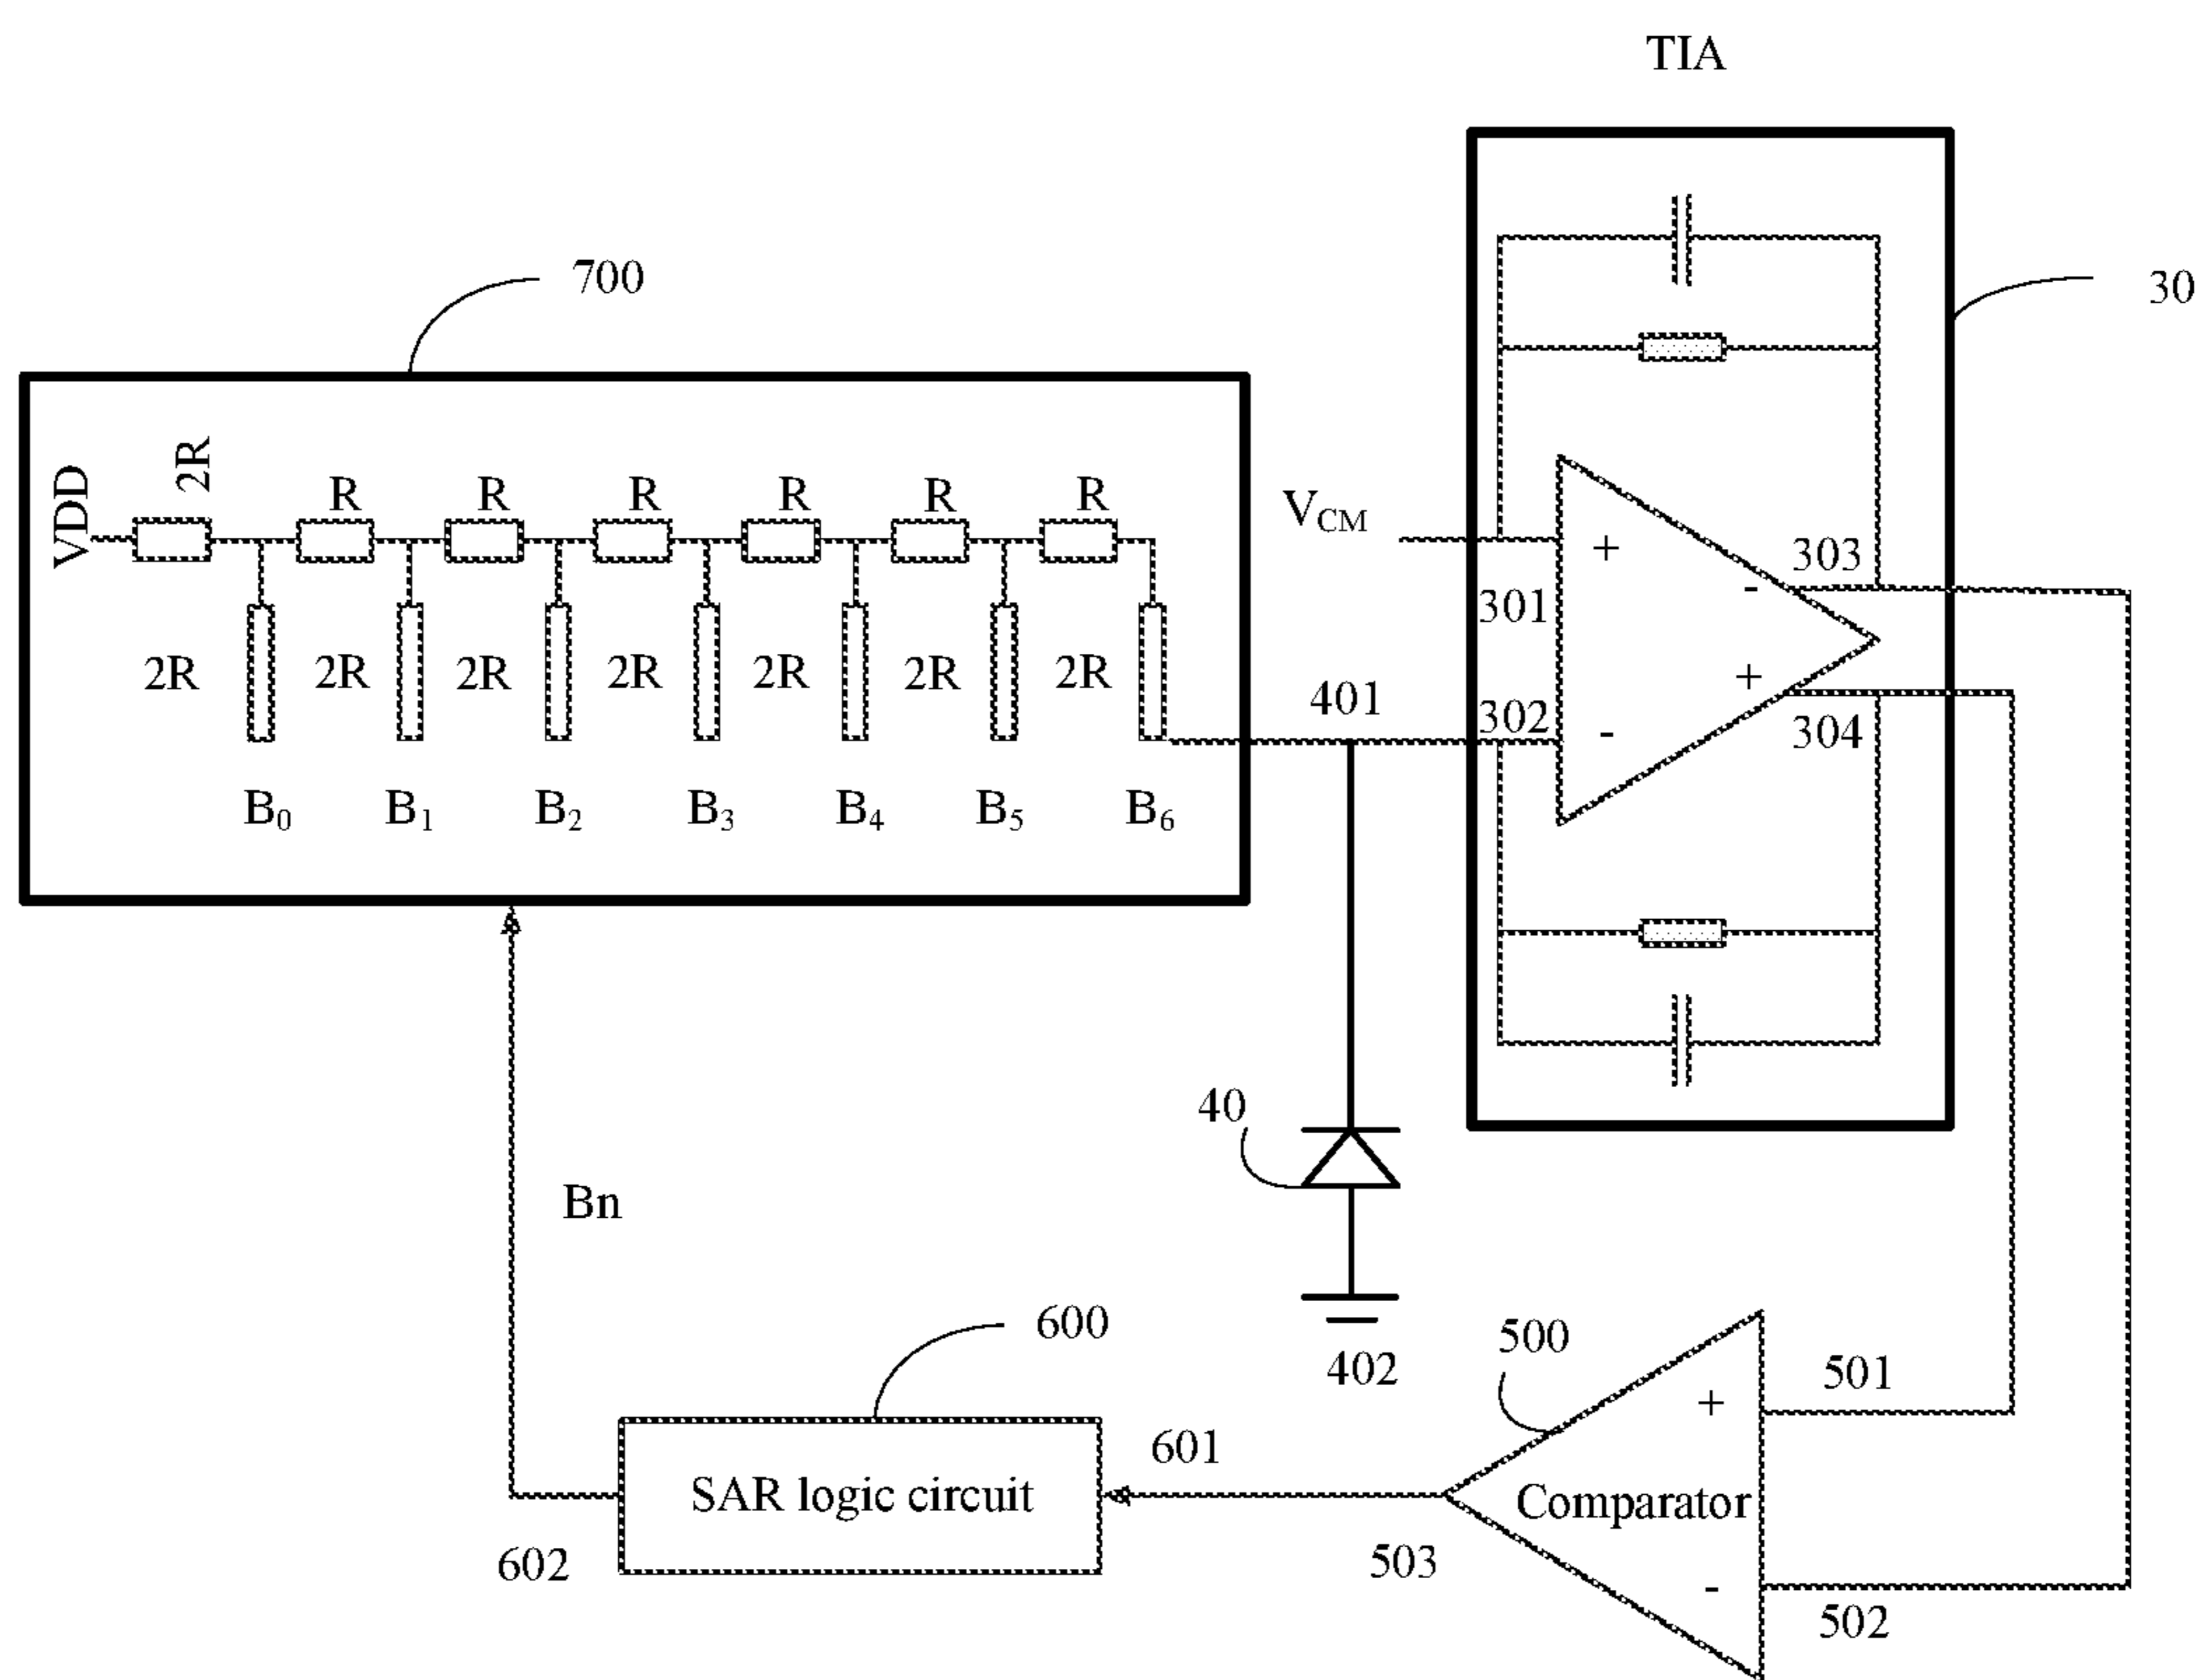 TIA
700
30
VDD
2R
R
R
R
R
R
R
V_CM
+
-
303
301
2R
2R
2R
2R
2R
2R
2R
401
302
-
+
304
B₀
B₁
B₂
B₃
B₄
B₅
B₆
40
Bn
600
402
500
501
+
601
SAR logic circuit
Comparator
602
503
-
502